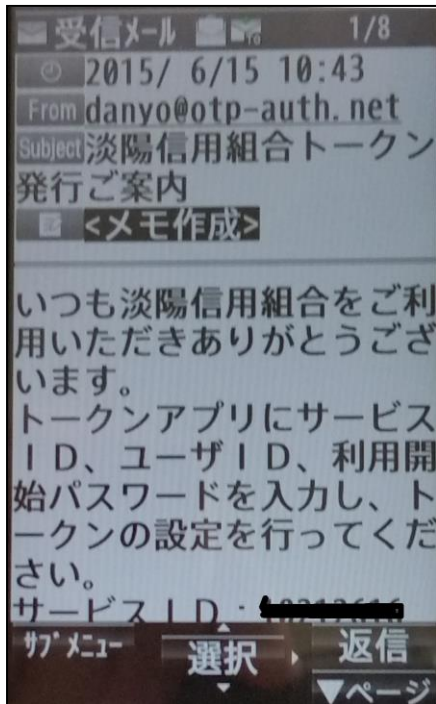 受信メール 1/8
2015/ 6/15 10:43
From danyo@otp-auth.net
Subject 淡陽信用組合トークン
発行ご案内
<メモ作成>
いつも淡陽信用組合をご利
用いただきありがとうござ
います。
トークンアプリにサービス
ID、ユーザID、利用開
始パスワードを入力し、ト
ークンの設定を行ってくだ
さい。
サービスID:
サブメニュー 選択 返信
▼ページ